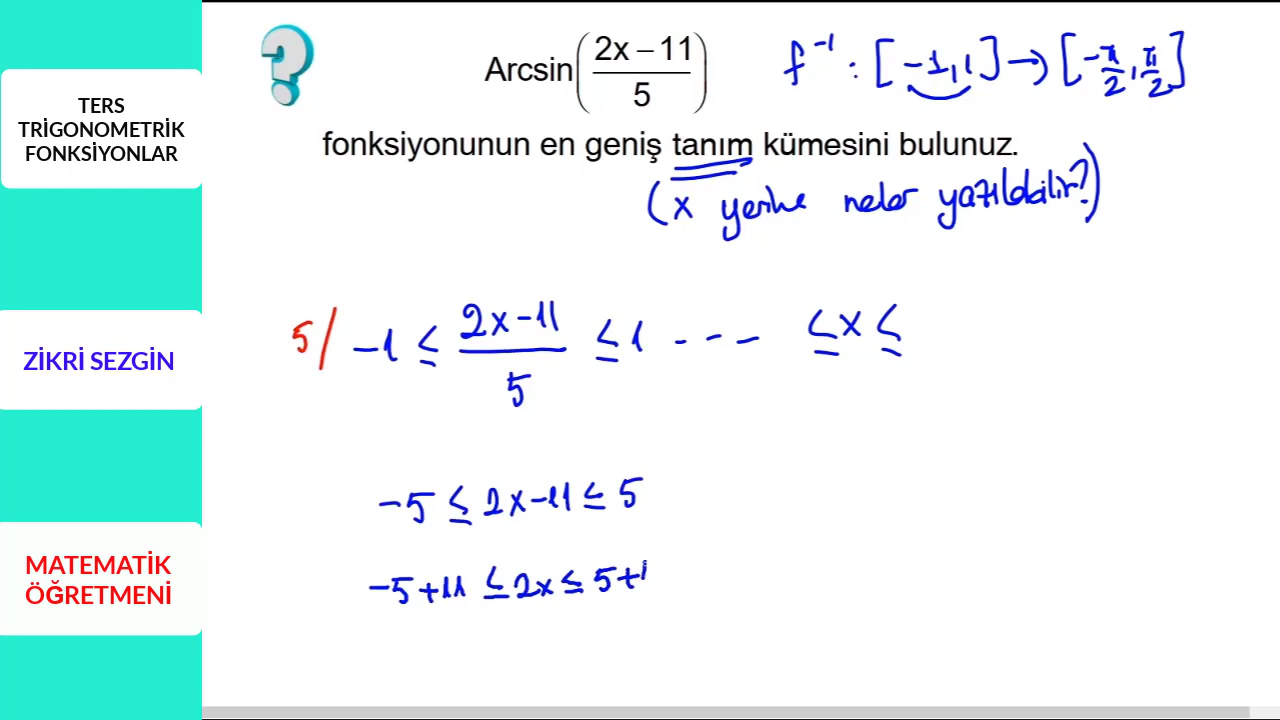 TERS
TRİGONOMETRİK
FONKSİYONLAR
ZİKRİ SEZGİN
MATEMATİK
ÖĞRETMENİ
?
Arcsin((2x – 11)/5)
f⁻¹ : [-1,1] → [-π/2, π/2]
fonksiyonunun en geniş tanım kümesini bulunuz.
(x yerine neler yazılabilir?)
5/ -1 ≤ (2x-11)/5 ≤ 1 - - - ≤ x ≤
-5 ≤ 2x-11 ≤ 5
-5+11 ≤ 2x ≤ 5+1